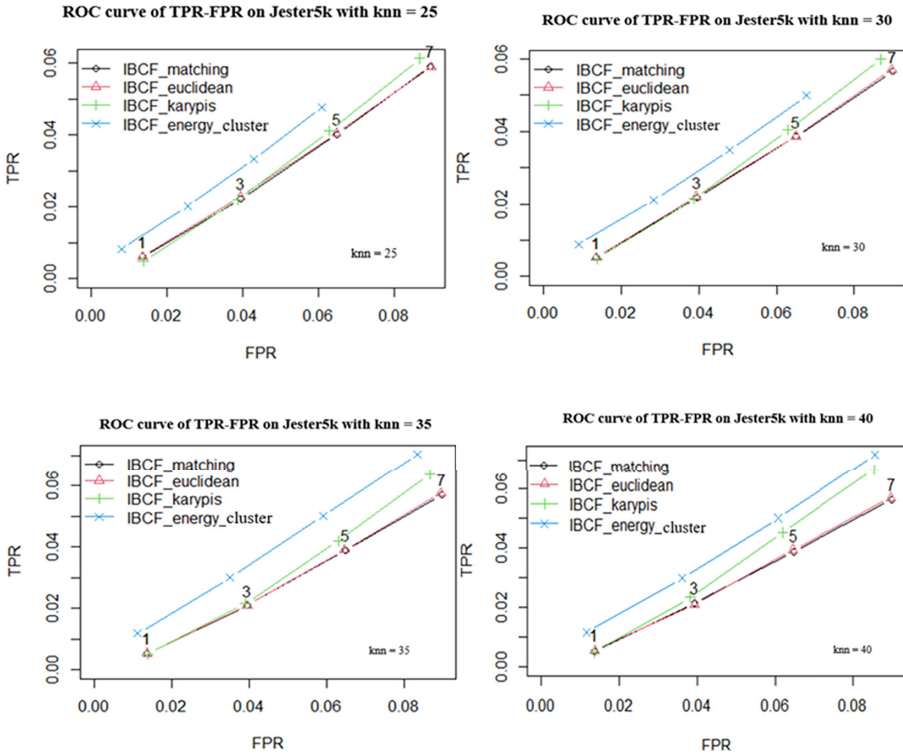 ROC curve of TPR-FPR on Jester5k with knn = 25
IBCF_matching
IBCF_euclidean
IBCF_karypis
IBCF_energy_cluster
1
3
5
7
knn = 25
TPR
0.00
0.02
0.04
0.06
0.00
0.02
0.04
0.06
0.08
FPR
ROC curve of TPR-FPR on Jester5k with knn = 30
IBCF_matching
IBCF_euclidean
IBCF_karypis
IBCF_energy_cluster
1
3
5
7
knn = 30
TPR
0.00
0.02
0.04
0.06
0.00
0.02
0.04
0.06
0.08
FPR
ROC curve of TPR-FPR on Jester5k with knn = 35
IBCF_matching
IBCF_euclidean
IBCF_karypis
IBCF_energy_cluster
1
3
5
7
knn = 35
TPR
0.00
0.02
0.04
0.06
0.00
0.02
0.04
0.06
0.08
FPR
ROC curve of TPR-FPR on Jester5k with knn = 40
IBCF_matching
IBCF_euclidean
IBCF_karypis
IBCF_energy_cluster
1
3
5
7
knn = 40
TPR
0.00
0.02
0.04
0.06
0.00
0.02
0.04
0.06
0.08
FPR